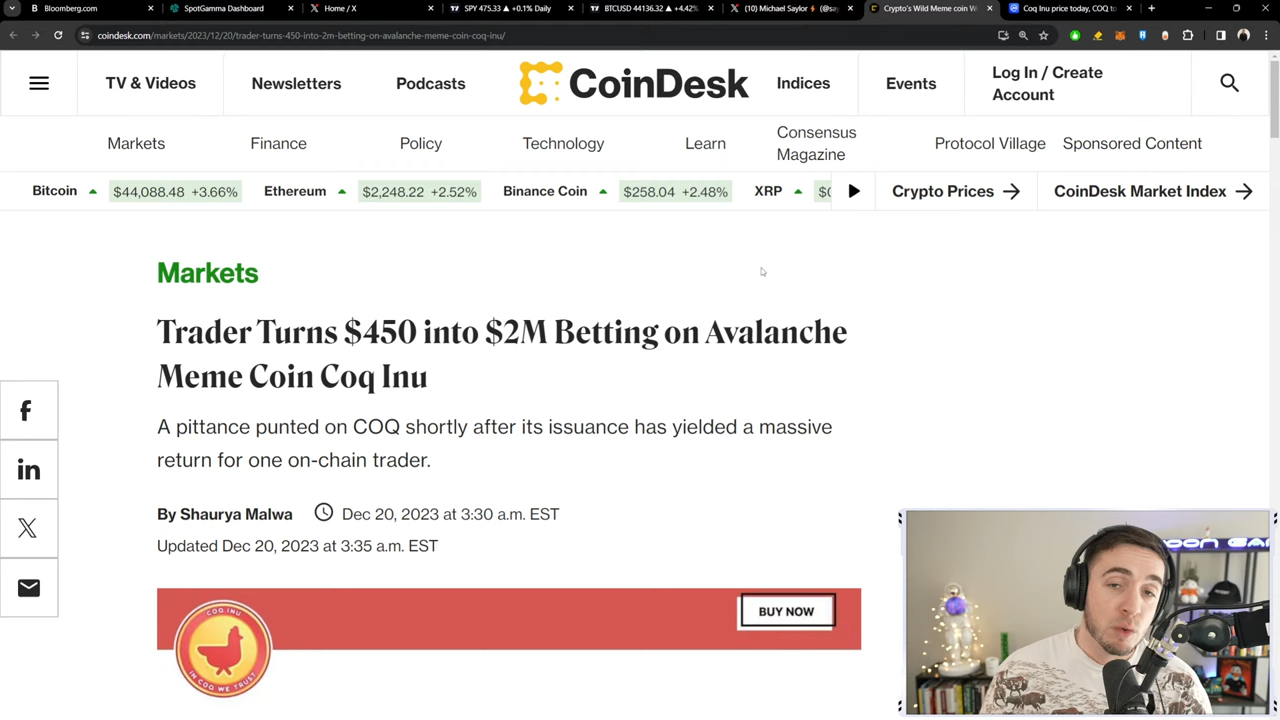 Bloomberg.com
SpotGamma Dashboard
Home / X
SPY 475.33 ▲ +0.1% Daily
BTCUSD 44136.32 ▲ +4.42%
(10) Michael Saylor⚡ (@say
Crypto's Wild Meme coin W
Coq Inu price today, COQ to
coindesk.com/markets/2023/12/20/trader-turns-450-into-2m-betting-on-avalanche-meme-coin-coq-inu/
TV & Videos
Newsletters
Podcasts
CoinDesk
Indices
Events
Log In / Create
Account
Markets
Finance
Policy
Technology
Learn
Consensus
Magazine
Protocol Village
Sponsored Content
Bitcoin ▲ $44,088.48 +3.66%
Ethereum ▲ $2,248.22 +2.52%
Binance Coin ▲ $258.04 +2.48%
XRP ▲ $0
Crypto Prices →
CoinDesk Market Index →
Markets
Trader Turns $450 into $2M Betting on Avalanche
Meme Coin Coq Inu
A pittance punted on COQ shortly after its issuance has yielded a massive
return for one on-chain trader.
By Shaurya Malwa
Dec 20, 2023 at 3:30 a.m. EST
Updated Dec 20, 2023 at 3:35 a.m. EST
BUY NOW
COQ INU
IN COQ WE TRUST